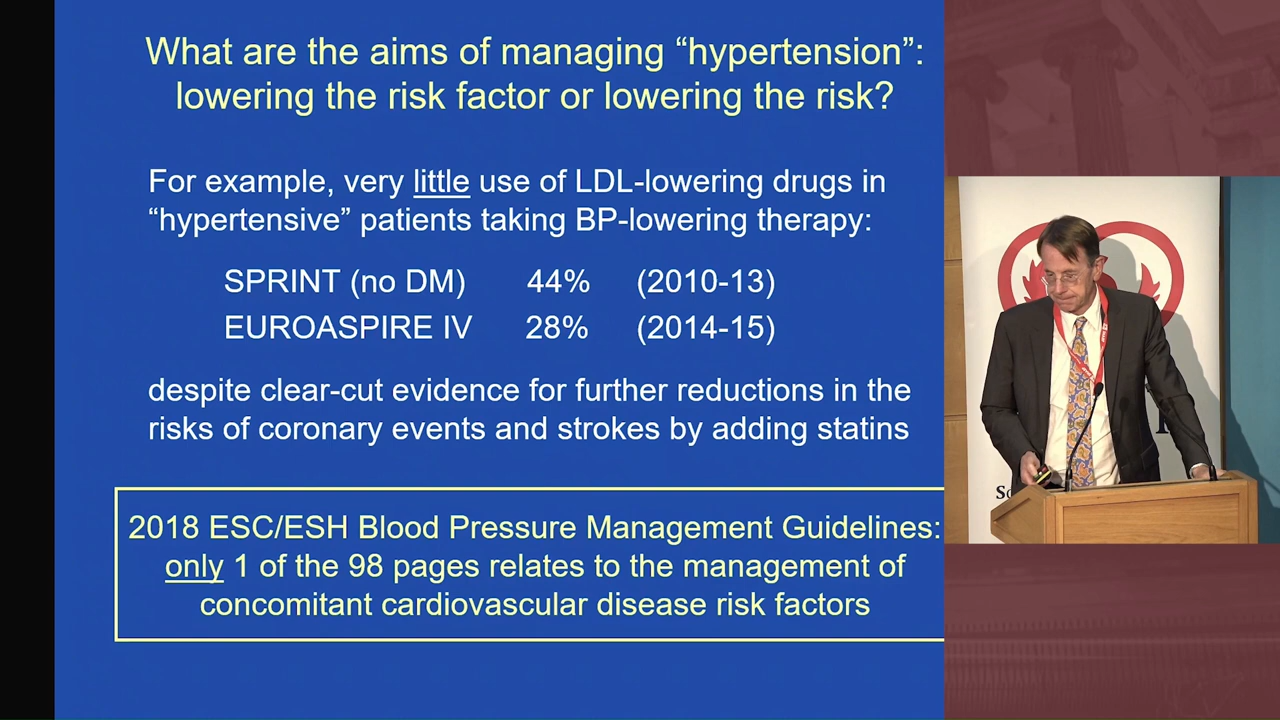 What are the aims of managing “hypertension”:
lowering the risk factor or lowering the risk?
For example, very little use of LDL-lowering drugs in
“hypertensive” patients taking BP-lowering therapy:
SPRINT (no DM) 44% (2010-13)
EUROASPIRE IV 28% (2014-15)
despite clear-cut evidence for further reductions in the
risks of coronary events and strokes by adding statins
2018 ESC/ESH Blood Pressure Management Guidelines:
only 1 of the 98 pages relates to the management of
concomitant cardiovascular disease risk factors